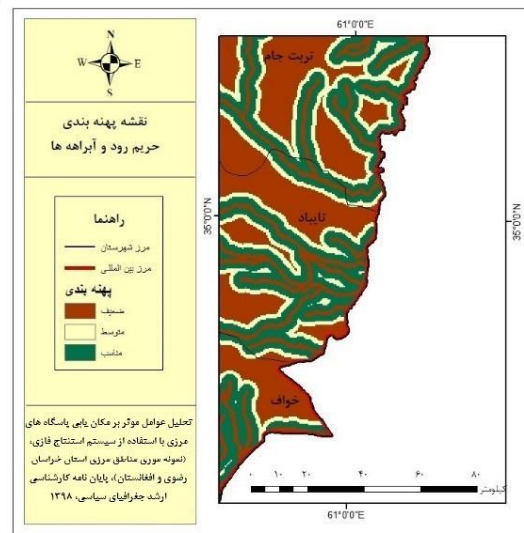 N
W E
S
نقشه پهنه بندی
حریم رود و آبراهه ها
راهنما
مرز شهرستان
مرز بین المللی
پهنه بندی
ضعیف
متوسط
مناسب
تحلیل عوامل موثر بر مکان یابی پاسگاه های
مرزی با استفاده از سیستم استنتاج فازی،
(نمونه موری مناطق مرزی استان خراسان
رضوی و افغانستان)، پایان نامه کارشناسی
ارشد جغرافیای سیاسی، ۱۳۹۸
61°0'0"E
تربت جام
35°0'0"N
35°0'0"N
تایباد
خواف
۰ ۱۰ ۲۰ ۴۰ ۶۰ ۸۰
کیلومتر
61°0'0"E